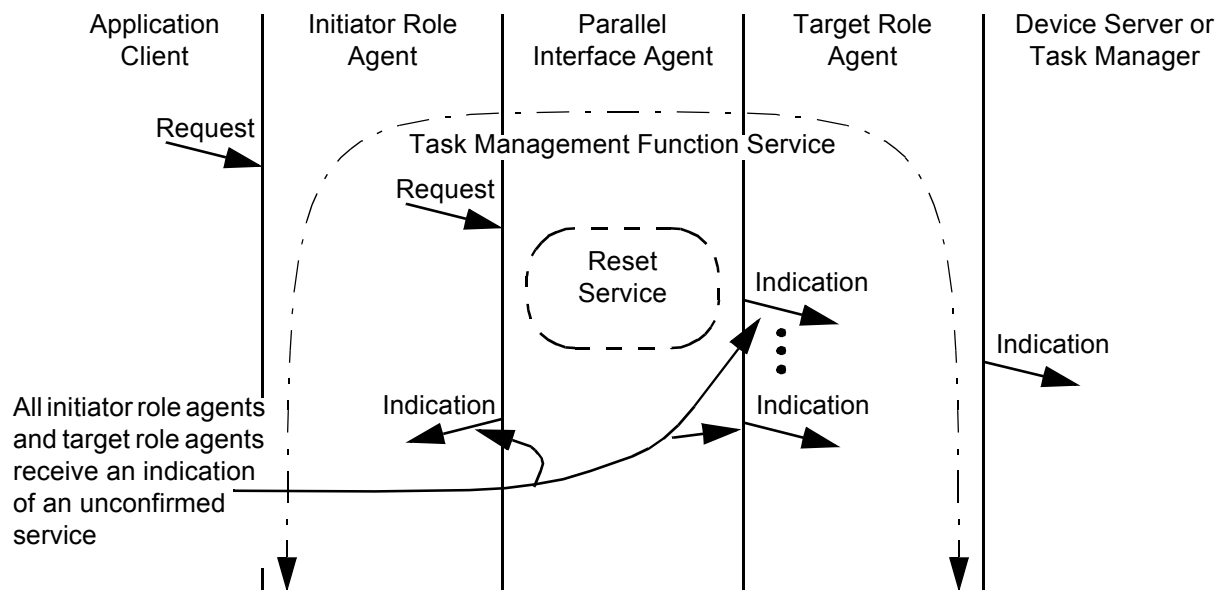 Application
Client
Initiator Role
Agent
Parallel
Interface Agent
Target Role
Agent
Device Server or
Task Manager
Request
Task Management Function Service
Request
Reset
Service
Indication
Indication
All initiator role agents
and target role agents
receive an indication
of an unconfirmed
service
Indication
Indication